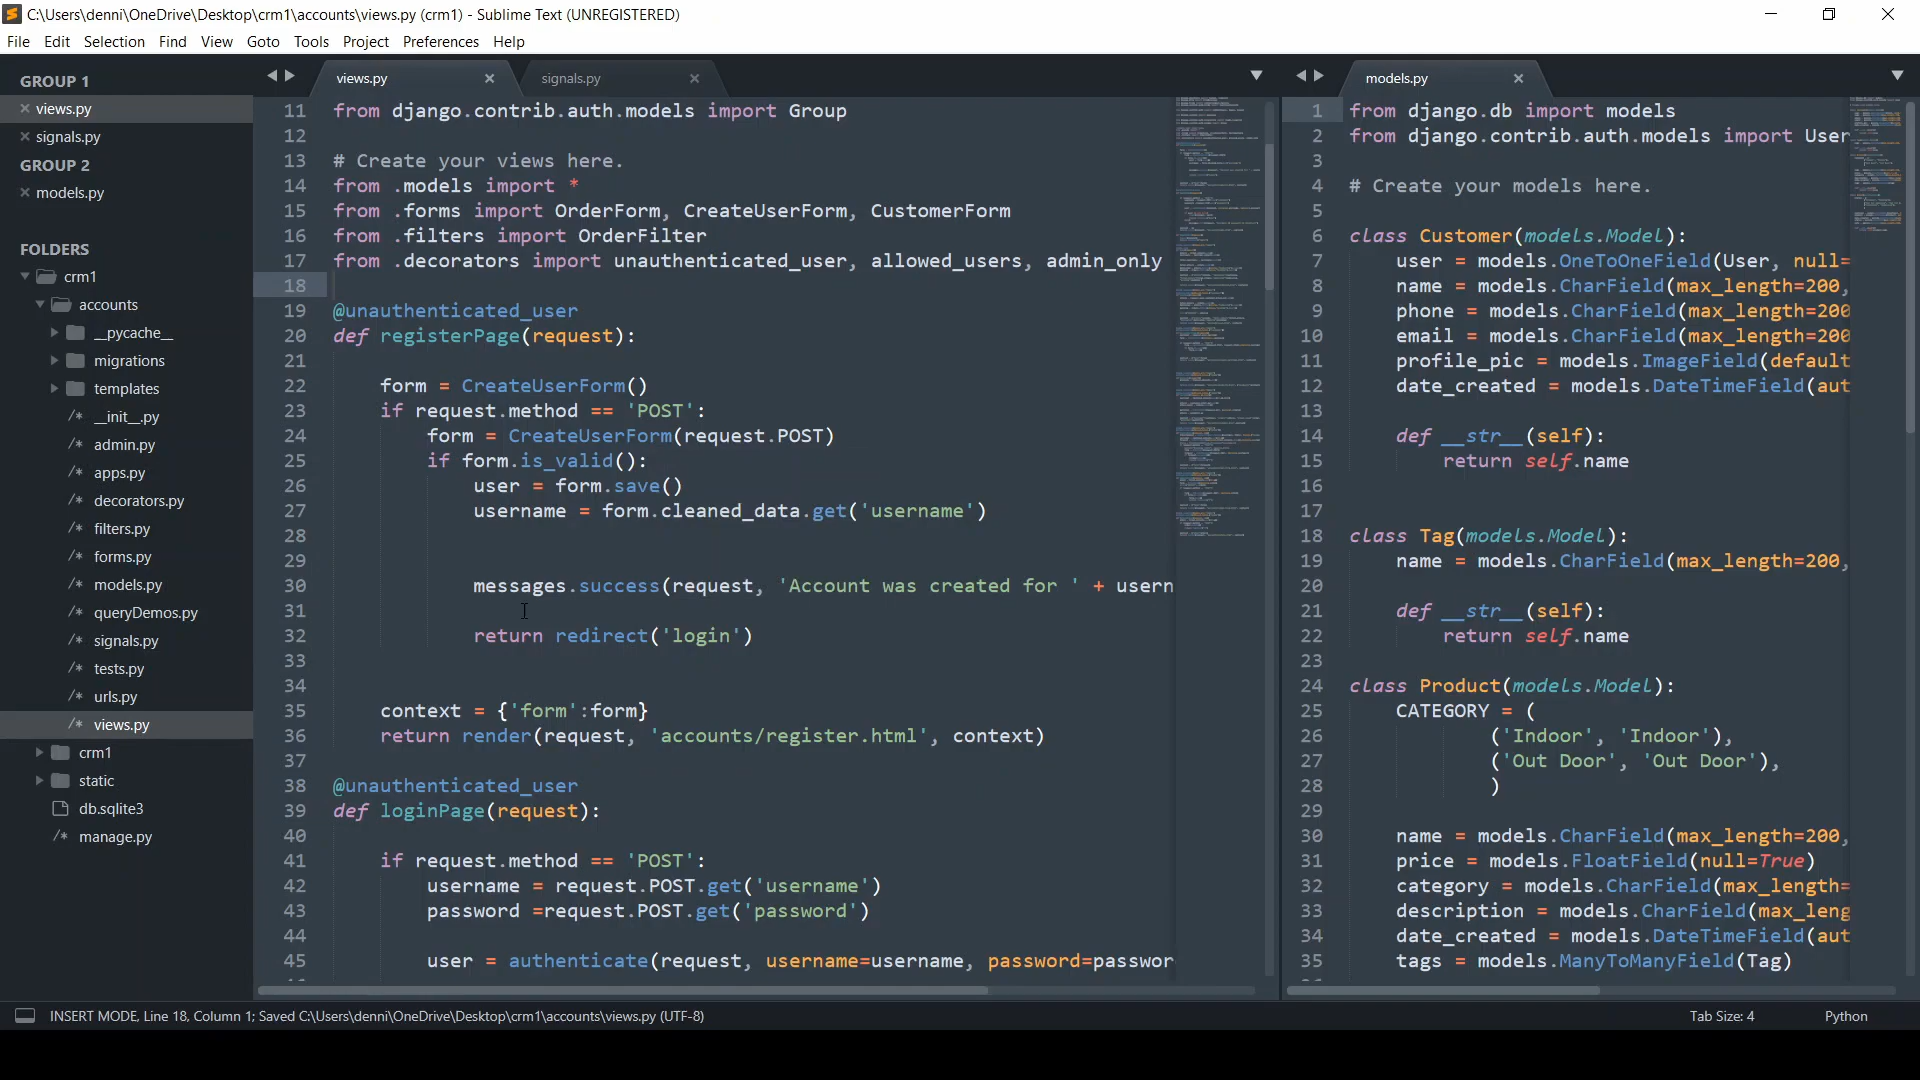 C:\Users\denni\OneDrive\Desktop\crm1\accounts\views.py (crm1) - Sublime Text (UNREGISTERED)
File Edit Selection Find View Goto Tools Project Preferences Help
GROUP 1
views.py
signals.py
GROUP 2
models.py
FOLDERS
crm1
accounts
__pycache__
migrations
templates
/* __init__.py
/* admin.py
/* apps.py
/* decorators.py
/* filters.py
/* forms.py
/* models.py
/* queryDemos.py
/* signals.py
/* tests.py
/* urls.py
/* views.py
crm1
static
db.sqlite3
/* manage.py
views.py signals.py
11 from django.contrib.auth.models import Group
12
13 # Create your views here.
14 from .models import *
15 from .forms import OrderForm, CreateUserForm, CustomerForm
16 from .filters import OrderFilter
17 from .decorators import unauthenticated_user, allowed_users, admin_only
18
19 @unauthenticated_user
20 def registerPage(request):
21
22 form = CreateUserForm()
23 if request.method == 'POST':
24 form = CreateUserForm(request.POST)
25 if form.is_valid():
26 user = form.save()
27 username = form.cleaned_data.get('username')
28
29
30 messages.success(request, 'Account was created for ' + usern
31
32 return redirect('login')
33
34
35 context = {'form':form}
36 return render(request, 'accounts/register.html', context)
37
38 @unauthenticated_user
39 def loginPage(request):
40
41 if request.method == 'POST':
42 username = request.POST.get('username')
43 password =request.POST.get('password')
44
45 user = authenticate(request, username=username, password=passwor
models.py
1 from django.db import models
2 from django.contrib.auth.models import User
3
4 # Create your models here.
5
6 class Customer(models.Model):
7 user = models.OneToOneField(User, null=
8 name = models.CharField(max_length=200,
9 phone = models.CharField(max_length=200
10 email = models.CharField(max_length=200
11 profile_pic = models.ImageField(default
12 date_created = models.DateTimeField(aut
13
14 def __str__(self):
15 return self.name
16
17
18 class Tag(models.Model):
19 name = models.CharField(max_length=200,
20
21 def __str__(self):
22 return self.name
23
24 class Product(models.Model):
25 CATEGORY = (
26 ('Indoor', 'Indoor'),
27 ('Out Door', 'Out Door'),
28 )
29
30 name = models.CharField(max_length=200,
31 price = models.FloatField(null=True)
32 category = models.CharField(max_length=
33 description = models.CharField(max_leng
34 date_created = models.DateTimeField(aut
35 tags = models.ManyToManyField(Tag)
INSERT MODE, Line 18, Column 1; Saved C:\Users\denni\OneDrive\Desktop\crm1\accounts\views.py (UTF-8)
Tab Size: 4 Python